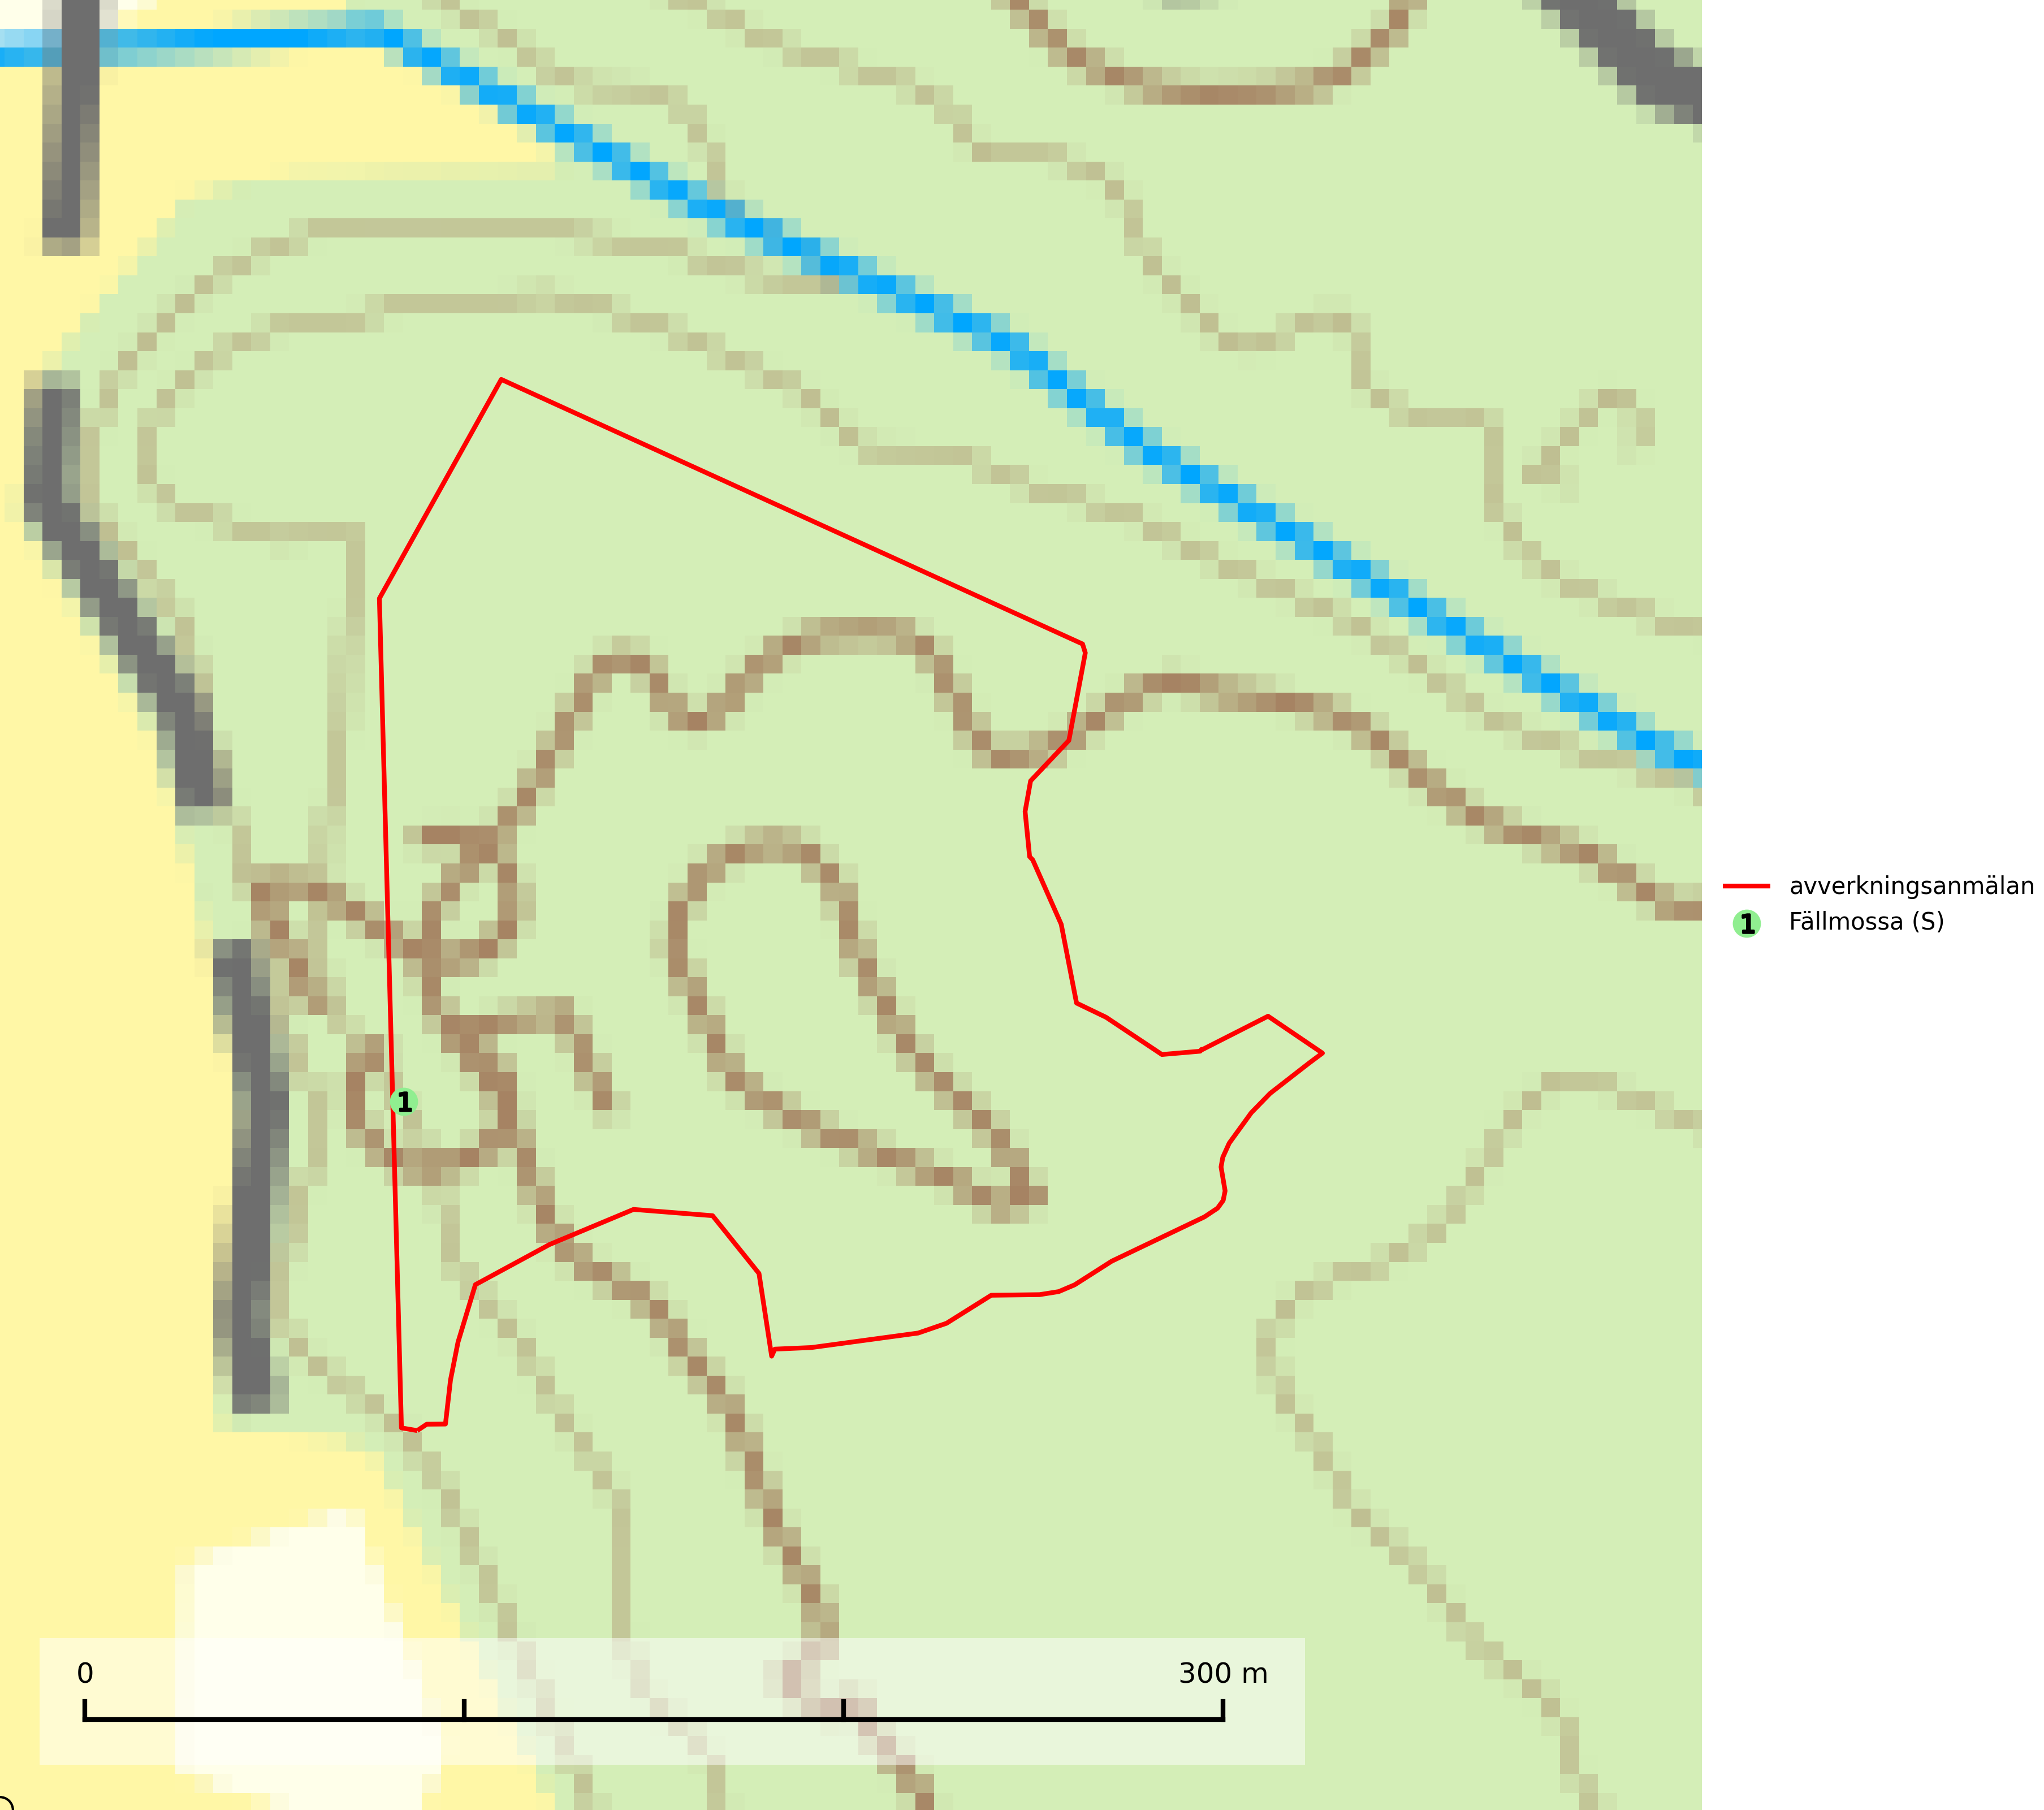 avverkningsanmälan
1 Fällmossa (S)
1
0 300 m